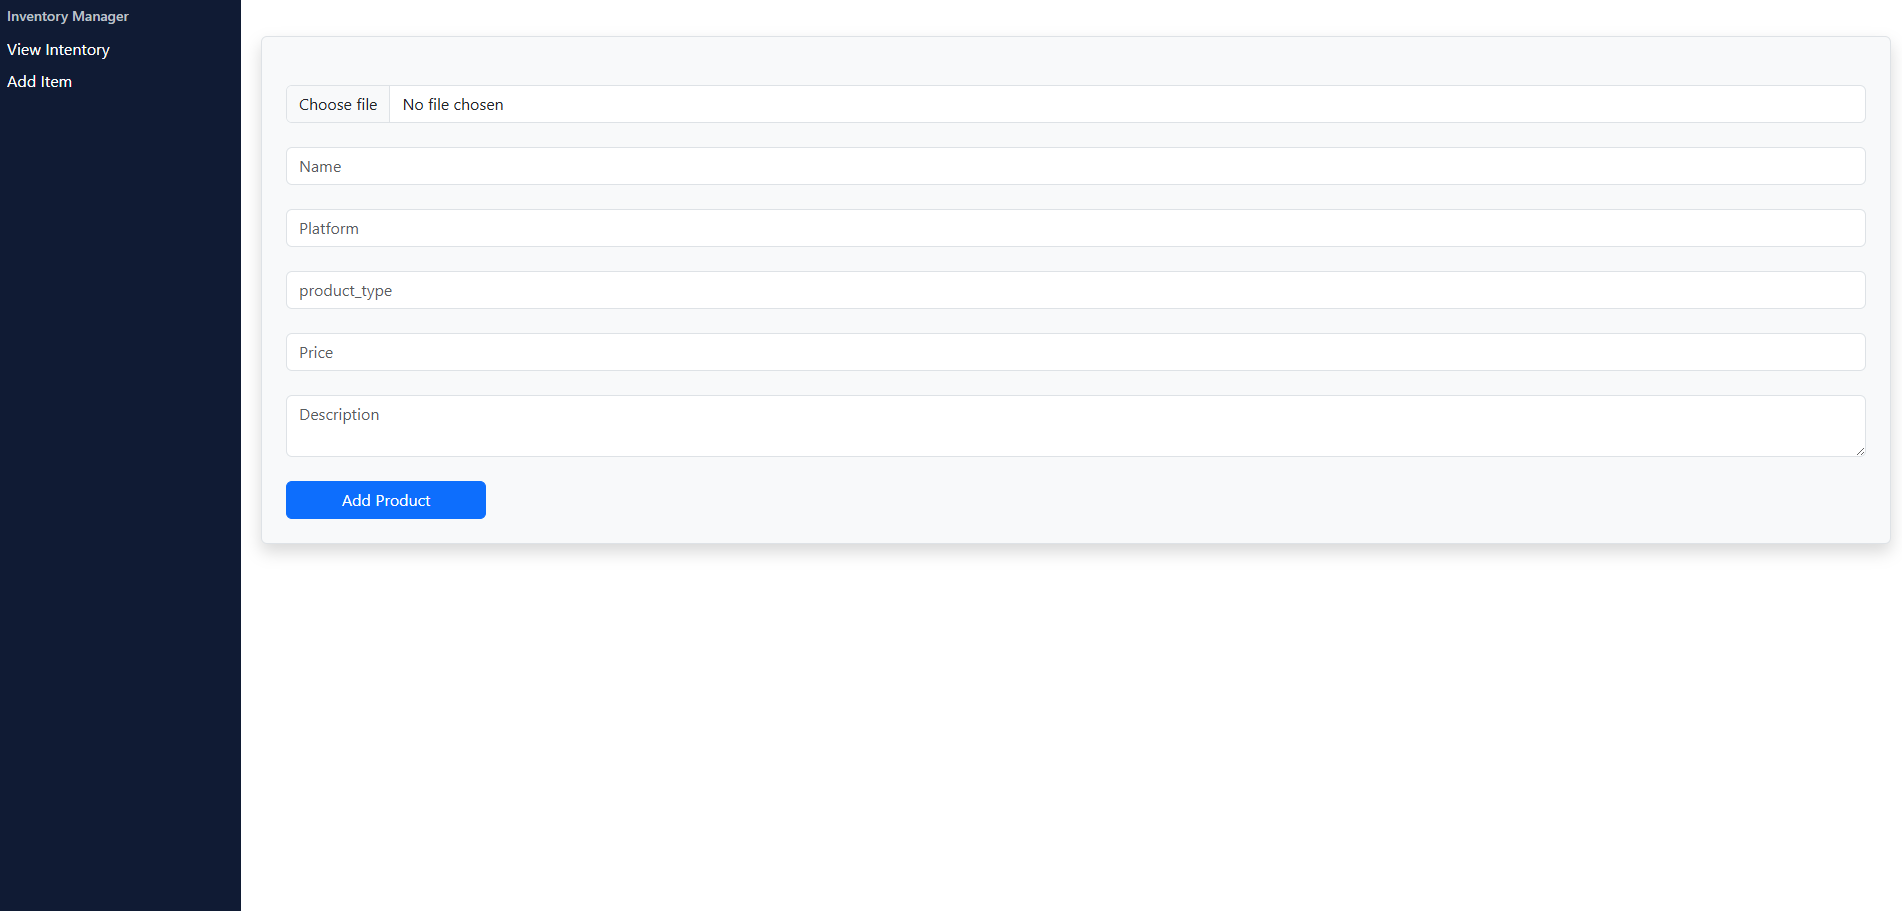 Inventory Manager
View Intentory
Add Item
Choose file No file chosen
Name
Platform
product_type
Price
Description
Add Product